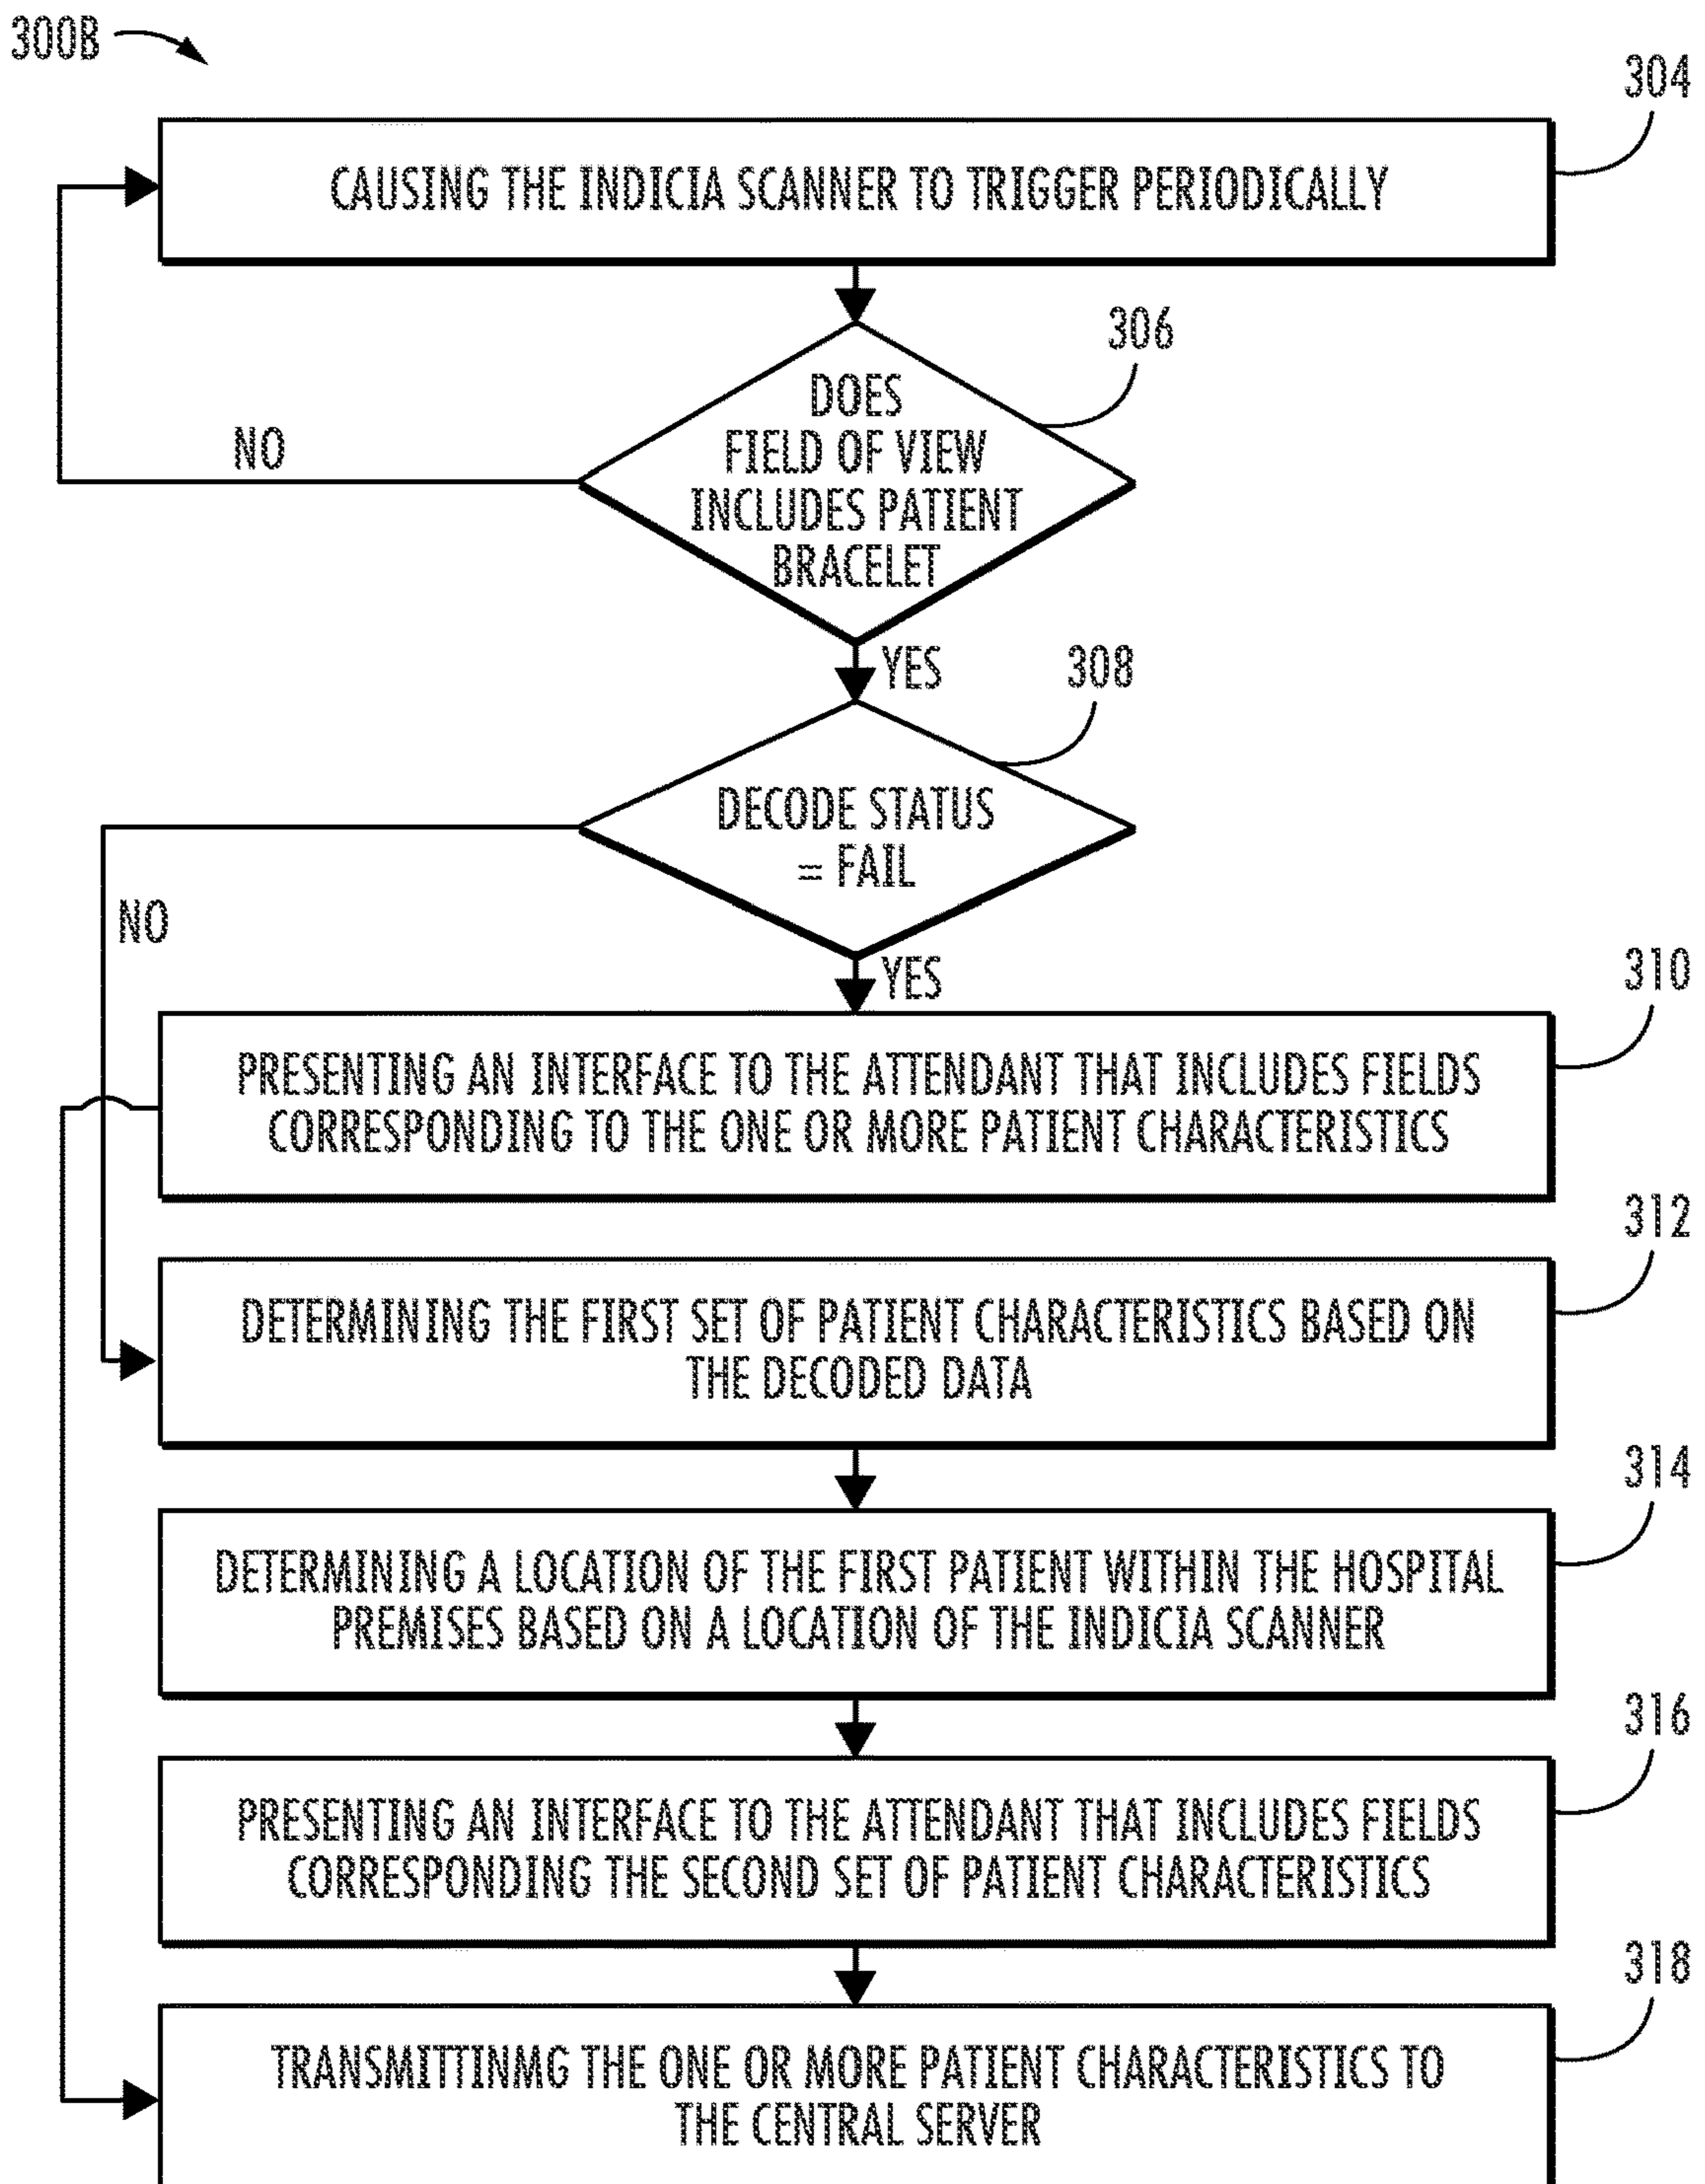 300B
304
CAUSING THE INDICIA SCANNER TO TRIGGER PERIODICALLY
306
DOES
FIELD OF VIEW
INCLUDES PATIENT
BRACELET
NO
YES
308
DECODE STATUS
= FAIL
NO
YES
310
PRESENTING AN INTERFACE TO THE ATTENDANT THAT INCLUDES FIELDS
CORRESPONDING TO THE ONE OR MORE PATIENT CHARACTERISTICS
312
DETERMINING THE FIRST SET OF PATIENT CHARACTERISTICS BASED ON
THE DECODED DATA
314
DETERMINING A LOCATION OF THE FIRST PATIENT WITHIN THE HOSPITAL
PREMISES BASED ON A LOCATION OF THE INDICIA SCANNER
316
PRESENTING AN INTERFACE TO THE ATTENDANT THAT INCLUDES FIELDS
CORRESPONDING THE SECOND SET OF PATIENT CHARACTERISTICS
318
TRANSMITTINMG THE ONE OR MORE PATIENT CHARACTERISTICS TO
THE CENTRAL SERVER